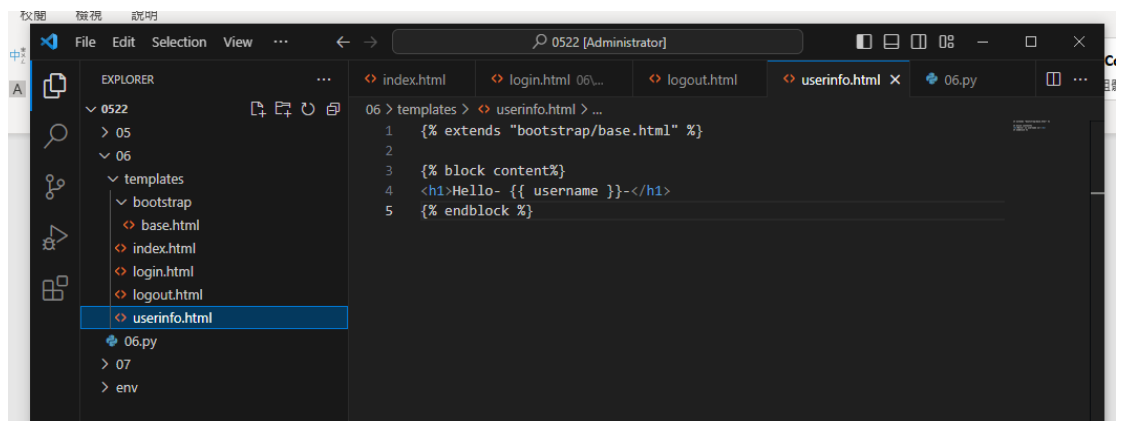 校閱 檢視 說明
File Edit Selection View ··· ← → 0522 [Administrator]
EXPLORER ···
index.html login.html 06\... logout.html userinfo.html × 06.py ···
0522
05
06
templates
bootstrap
base.html
index.html
login.html
logout.html
userinfo.html
06.py
07
env
06 > templates > userinfo.html > ...
1 {% extends "bootstrap/base.html" %}
2
3 {% block content%}
4 <h1>Hello- {{ username }}-</h1>
5 {% endblock %}
中
A